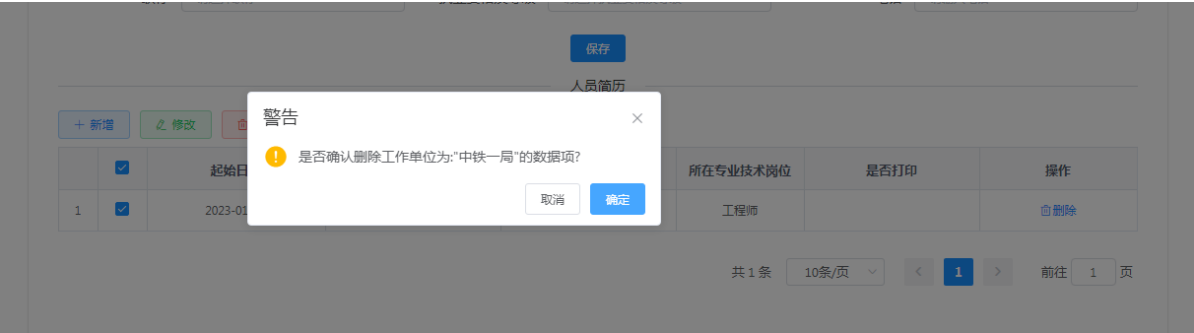 保存
人员简历
+ 新增
修改
警告
是否确认删除工作单位为:"中铁一局"的数据项?
取消
确定
起始日
所在专业技术岗位
是否打印
操作
1
2023-01
工程师
删除
共 1 条
10条/页
1
前往 1 页